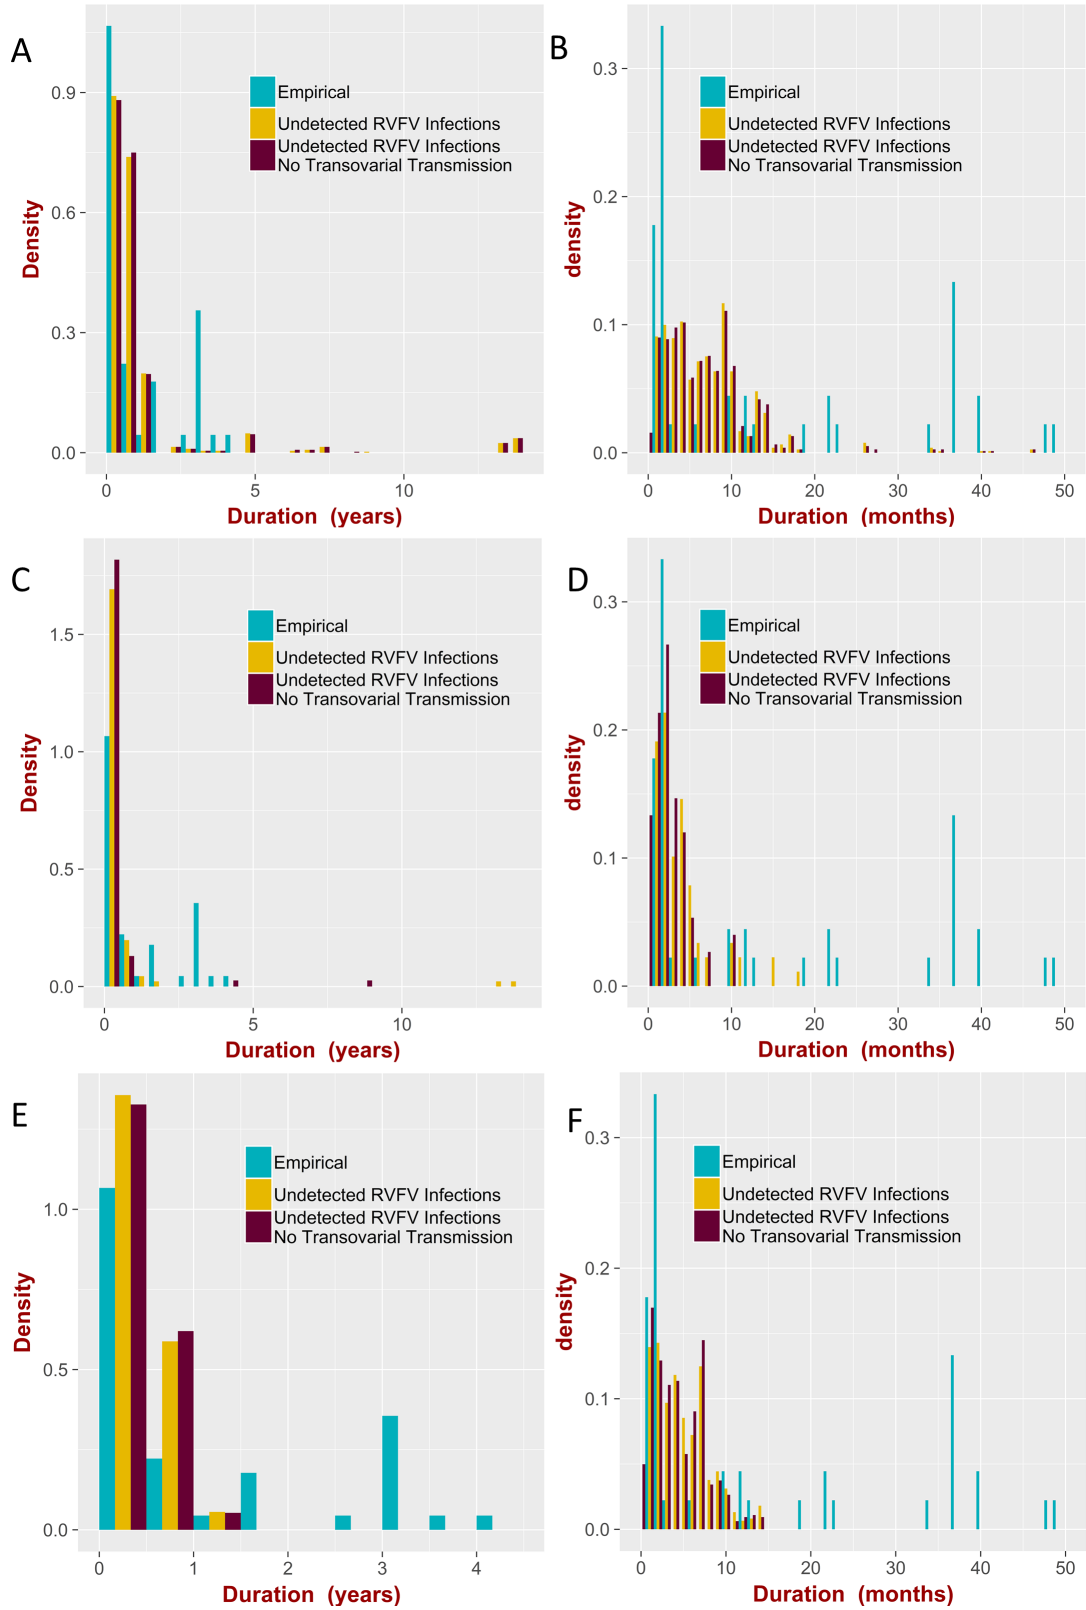 A
Density
0.9
0.6
0.3
0.0
Empirical
Undetected RVFV Infections
Undetected RVFV Infections
No Transovarial Transmission
0 5 10
Duration (years)
B
density
0.3
0.2
0.1
0.0
Empirical
Undetected RVFV Infections
Undetected RVFV Infections
No Transovarial Transmission
0 10 20 30 40 50
Duration (months)
C
Density
1.5
1.0
0.5
0.0
Empirical
Undetected RVFV Infections
Undetected RVFV Infections
No Transovarial Transmission
0 5 10
Duration (years)
D
density
0.3
0.2
0.1
0.0
Empirical
Undetected RVFV Infections
Undetected RVFV Infections
No Transovarial Transmission
0 10 20 30 40 50
Duration (months)
E
Density
1.0
0.5
0.0
Empirical
Undetected RVFV Infections
Undetected RVFV Infections
No Transovarial Transmission
0 1 2 3 4
Duration (years)
F
density
0.3
0.2
0.1
0.0
Empirical
Undetected RVFV Infections
Undetected RVFV Infections
No Transovarial Transmission
0 10 20 30 40 50
Duration (months)